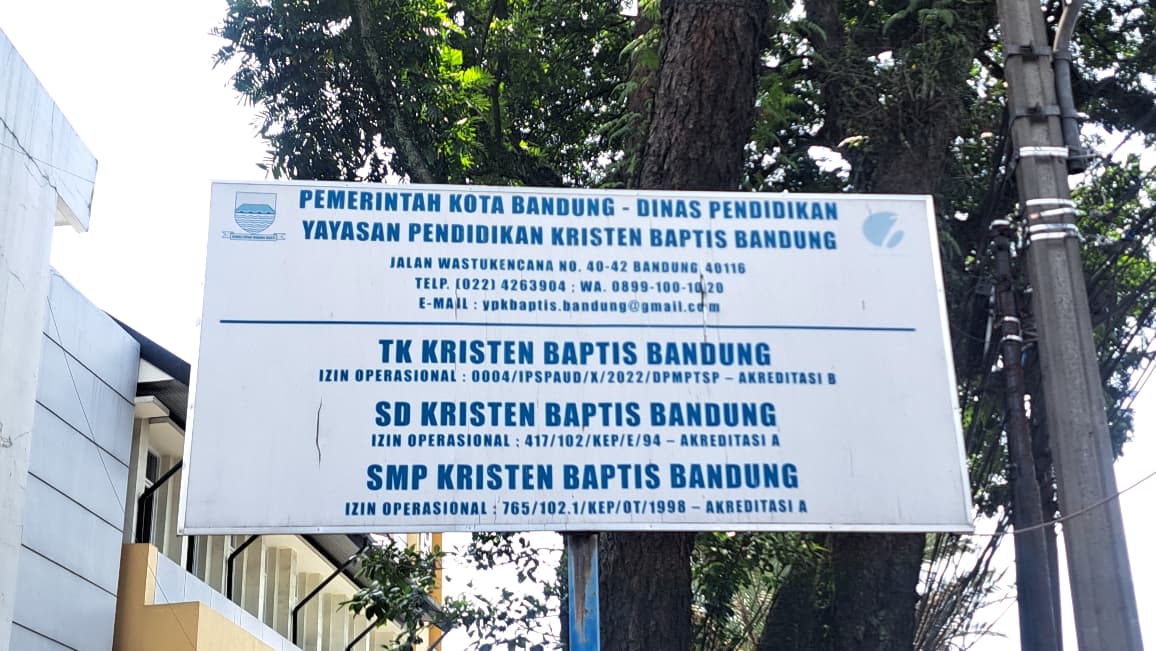 PEMERINTAH KOTA BANDUNG - DINAS PENDIDIKAN
YAYASAN PENDIDIKAN KRISTEN BAPTIS BANDUNG
JALAN WASTUKENCANA NO. 40-42 BANDUNG 40116
TELP. (022) 4263904 ; WA. 0899-100-1020
E-MAIL : ypkbaptis.bandung@gmail.com
TK KRISTEN BAPTIS BANDUNG
IZIN OPERASIONAL : 0004/IPSPAUD/X/2022/DPMPTSP – AKREDITASI B
SD KRISTEN BAPTIS BANDUNG
IZIN OPERASIONAL : 417/102/KEP/E/94 – AKREDITASI A
SMP KRISTEN BAPTIS BANDUNG
IZIN OPERASIONAL : 765/102.1/KEP/OT/1998 – AKREDITASI A